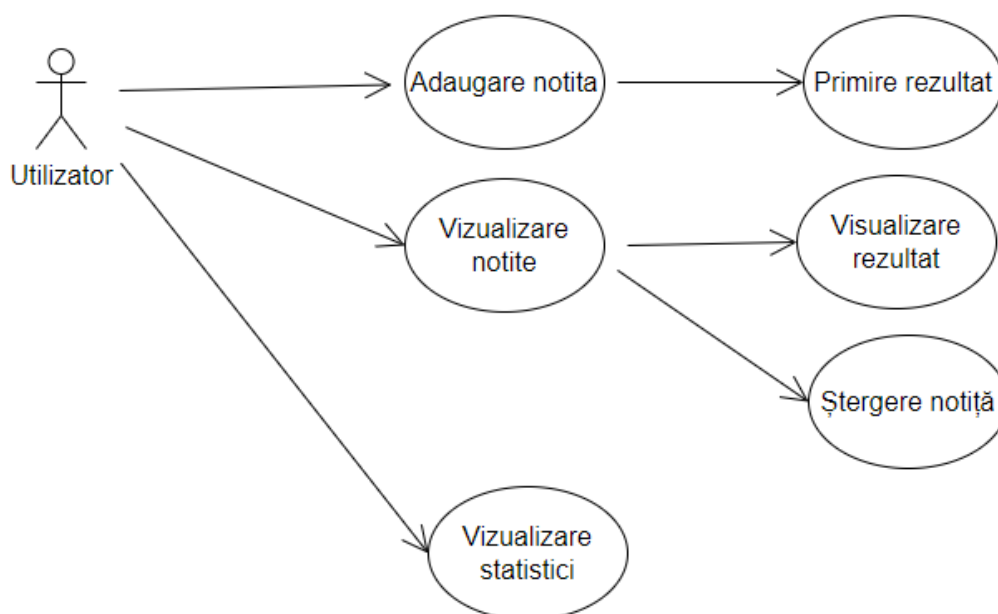 Utilizator
Adaugare notita
Primire rezultat
Vizualizare
notite
Visualizare
rezultat
Ștergere notiță
Vizualizare
statistici